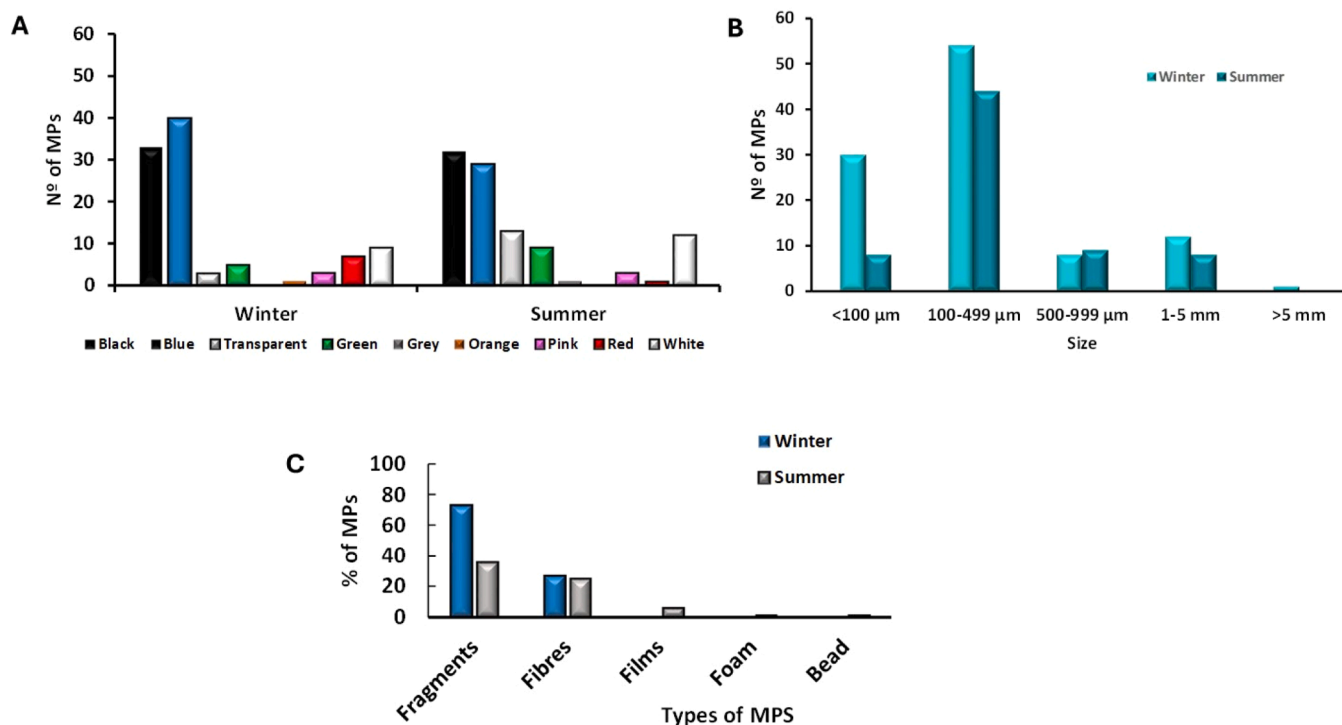 A
60
50
40
30
20
10
0
Nº of MPs
Winter Summer
Black Blue Transparent Green Grey Orange Pink Red White
B
60
50
40
30
20
10
0
Nº of MPs
Winter Summer
<100 µm 100-499 µm 500-999 µm 1-5 mm >5 mm
Size
C
100
80
60
40
20
0
% of MPs
Winter
Summer
Fragments Fibres Films Foam Bead
Types of MPS